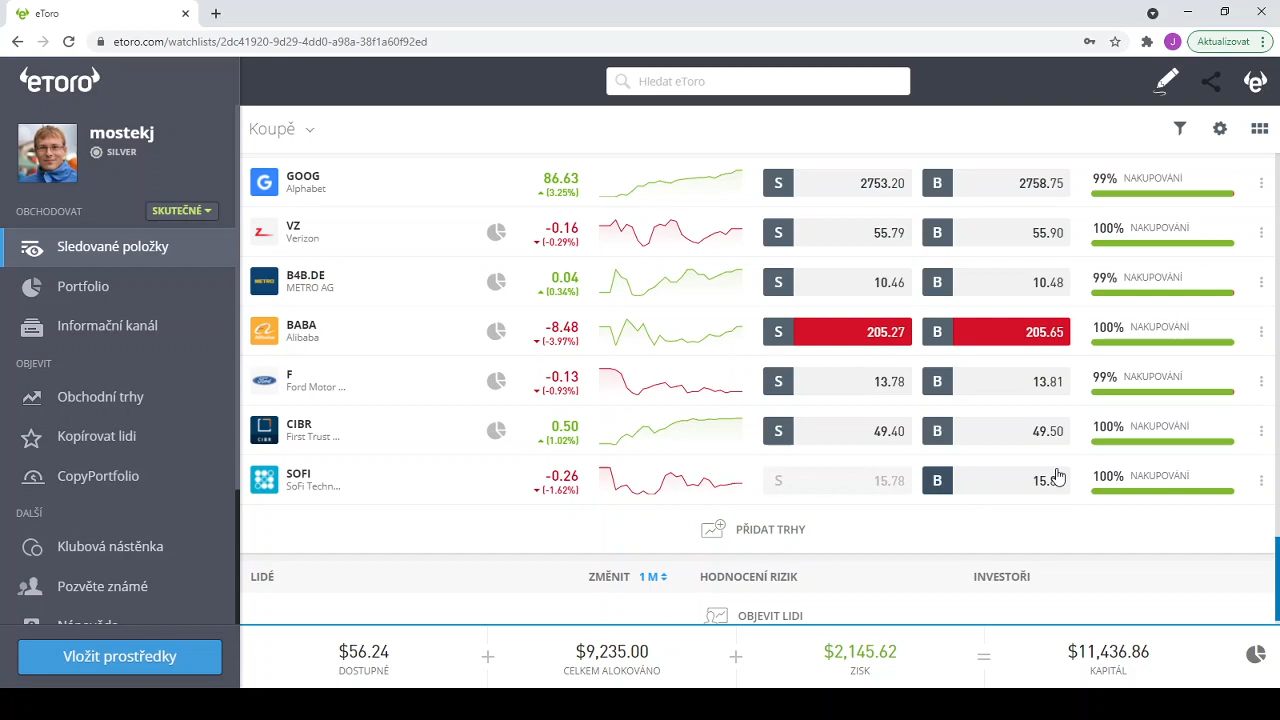 eToro
etoro.com/watchlists/2dc41920-9d29-4dd0-a98a-38f1a60f92ed
J
Aktualizovat
eToro
Hledat eToro
mostekj
SILVER
OBCHODOVAT
SKUTEČNÉ
Sledované položky
Portfolio
Informační kanál
OBJEVIT
Obchodní trhy
Kopírovat lidi
CopyPortfolio
DALŠÍ
Klubová nástěnka
Pozvěte známé
Vložit prostředky
Koupě
GOOG
Alphabet
86.63
(3.25%)
S 2753.20
B 2758.75
99% NAKUPOVÁNÍ
VZ
Verizon
-0.16
(-0.29%)
S 55.79
B 55.90
100% NAKUPOVÁNÍ
METRO
B4B.DE
METRO AG
0.04
(0.34%)
S 10.46
B 10.48
99% NAKUPOVÁNÍ
BABA
Alibaba
-8.48
(-3.97%)
S 205.27
B 205.65
100% NAKUPOVÁNÍ
F
Ford Motor ...
-0.13
(-0.93%)
S 13.78
B 13.81
99% NAKUPOVÁNÍ
CIBR
CIBR
First Trust ...
0.50
(1.02%)
S 49.40
B 49.50
100% NAKUPOVÁNÍ
SOFI
SoFi Techn...
-0.26
(-1.62%)
S 15.78
B
100% NAKUPOVÁNÍ
PŘIDAT TRHY
LIDÉ
ZMĚNIT 1 M
HODNOCENÍ RIZIK
INVESTOŘI
OBJEVIT LIDI
$56.24 + $9,235.00 + $2,145.62 = $11,436.86
DOSTUPNÉ CELKEM ALOKOVÁNO ZISK KAPITÁL